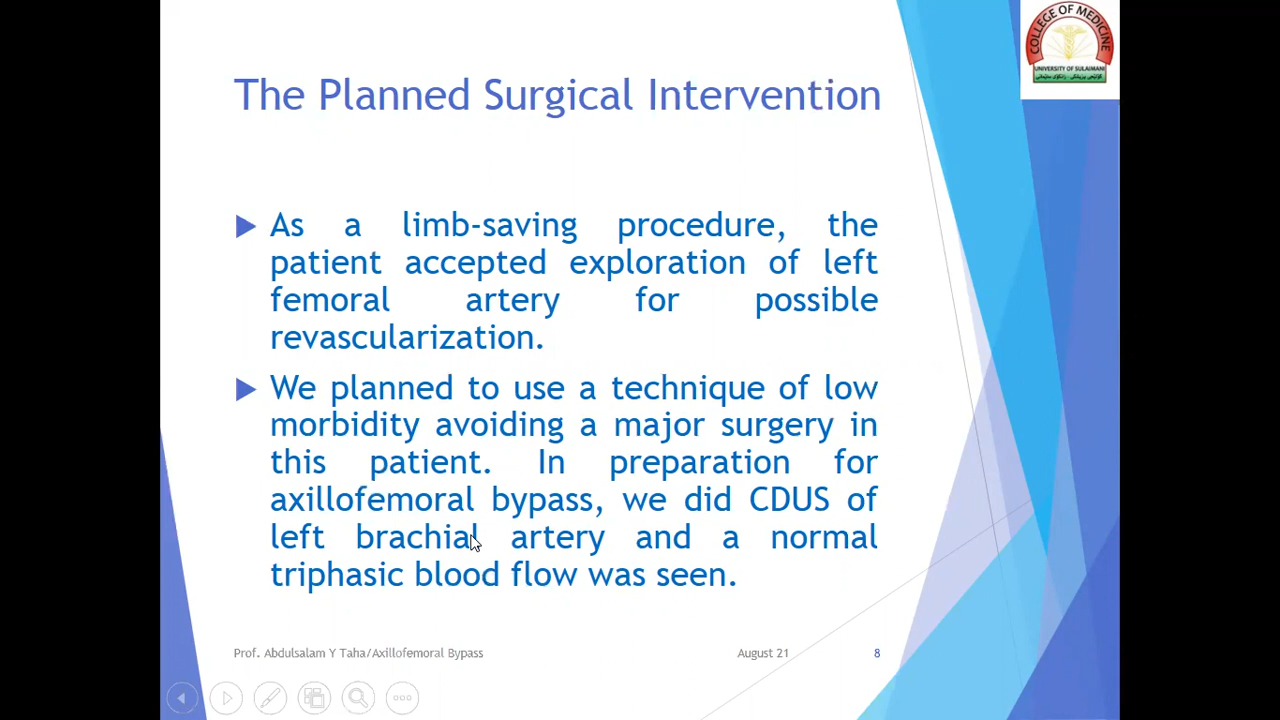 COLLEGE OF MEDICINE
UNIVERSITY OF SULAIMANI
The Planned Surgical Intervention
As a limb-saving procedure, the
patient accepted exploration of left
femoral artery for possible
revascularization.
We planned to use a technique of low
morbidity avoiding a major surgery in
this patient. In preparation for
axillofemoral bypass, we did CDUS of
left brachial artery and a normal
triphasic blood flow was seen.
Prof. Abdulsalam Y Taha/Axillofemoral Bypass
August 21
8